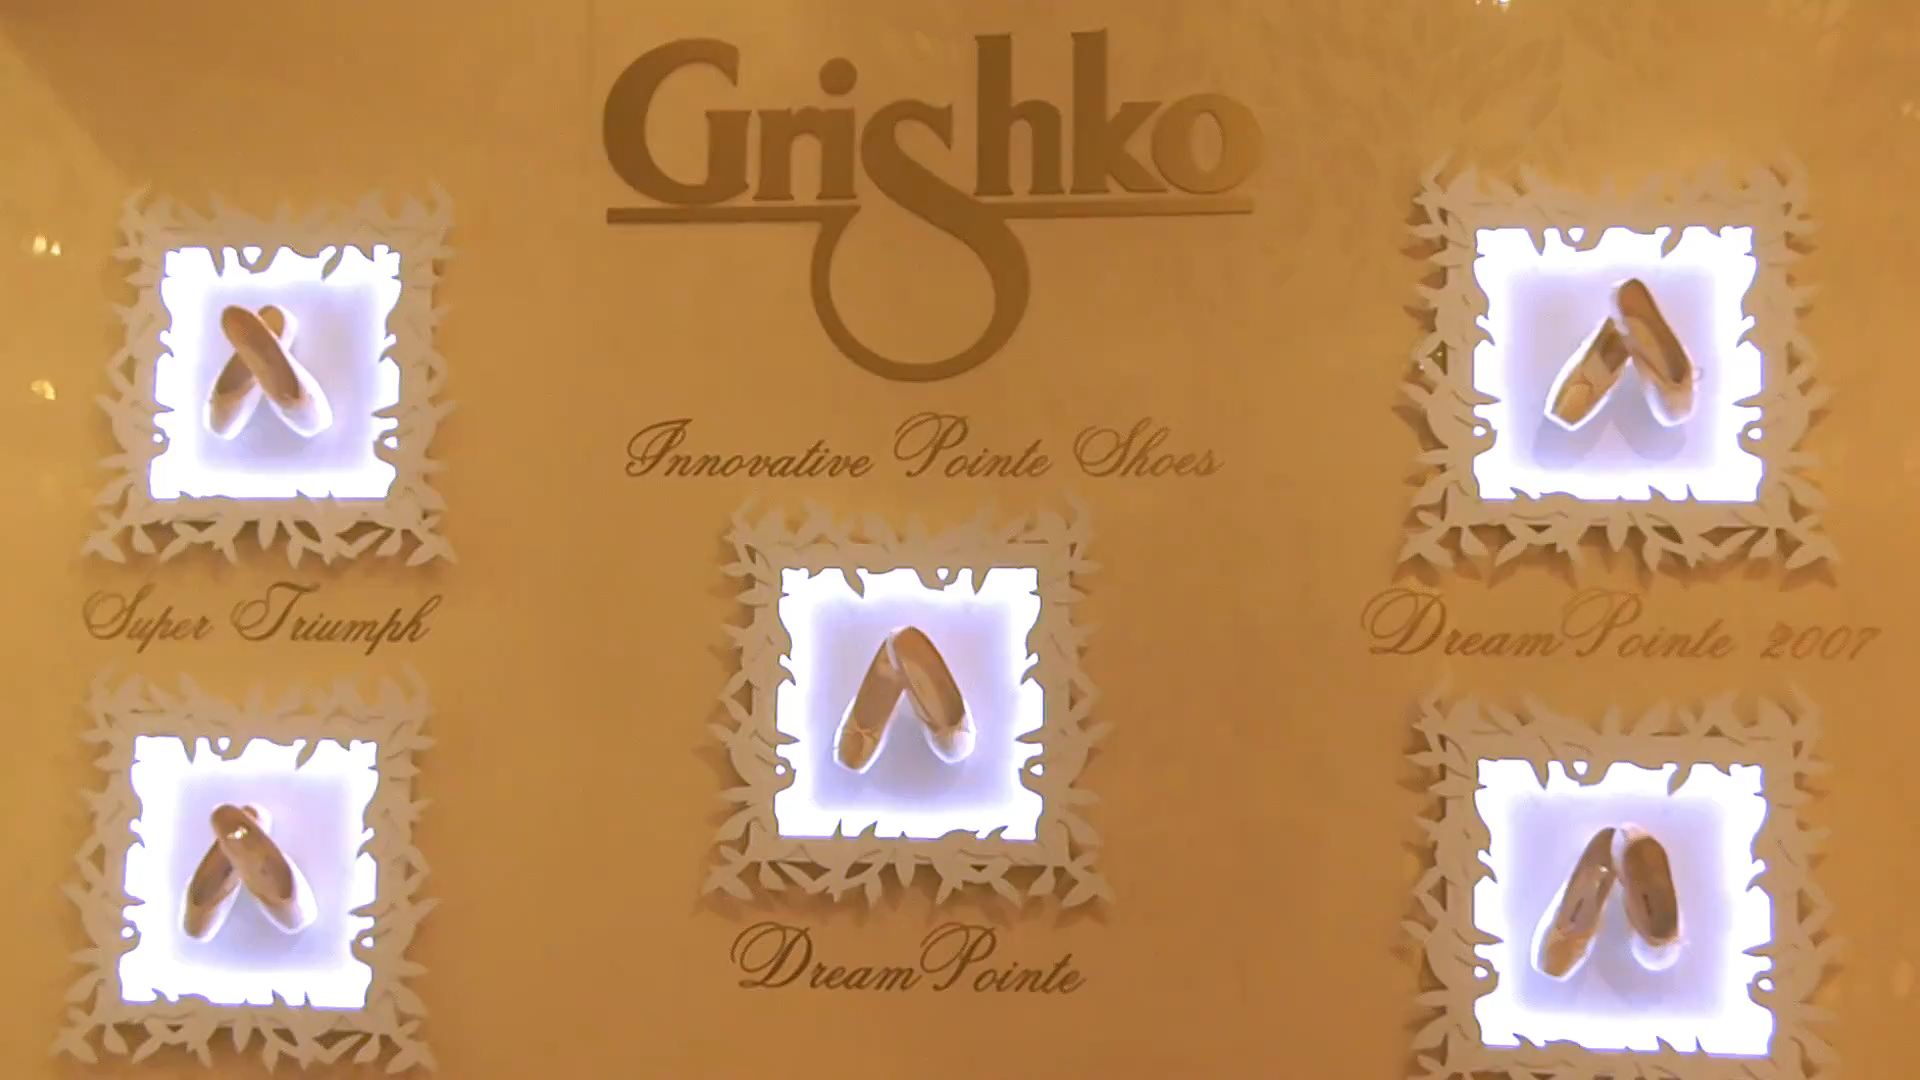 Grishko
Innovative Pointe Shoes
Super Triumph
DreamPointe 2007
DreamPointe